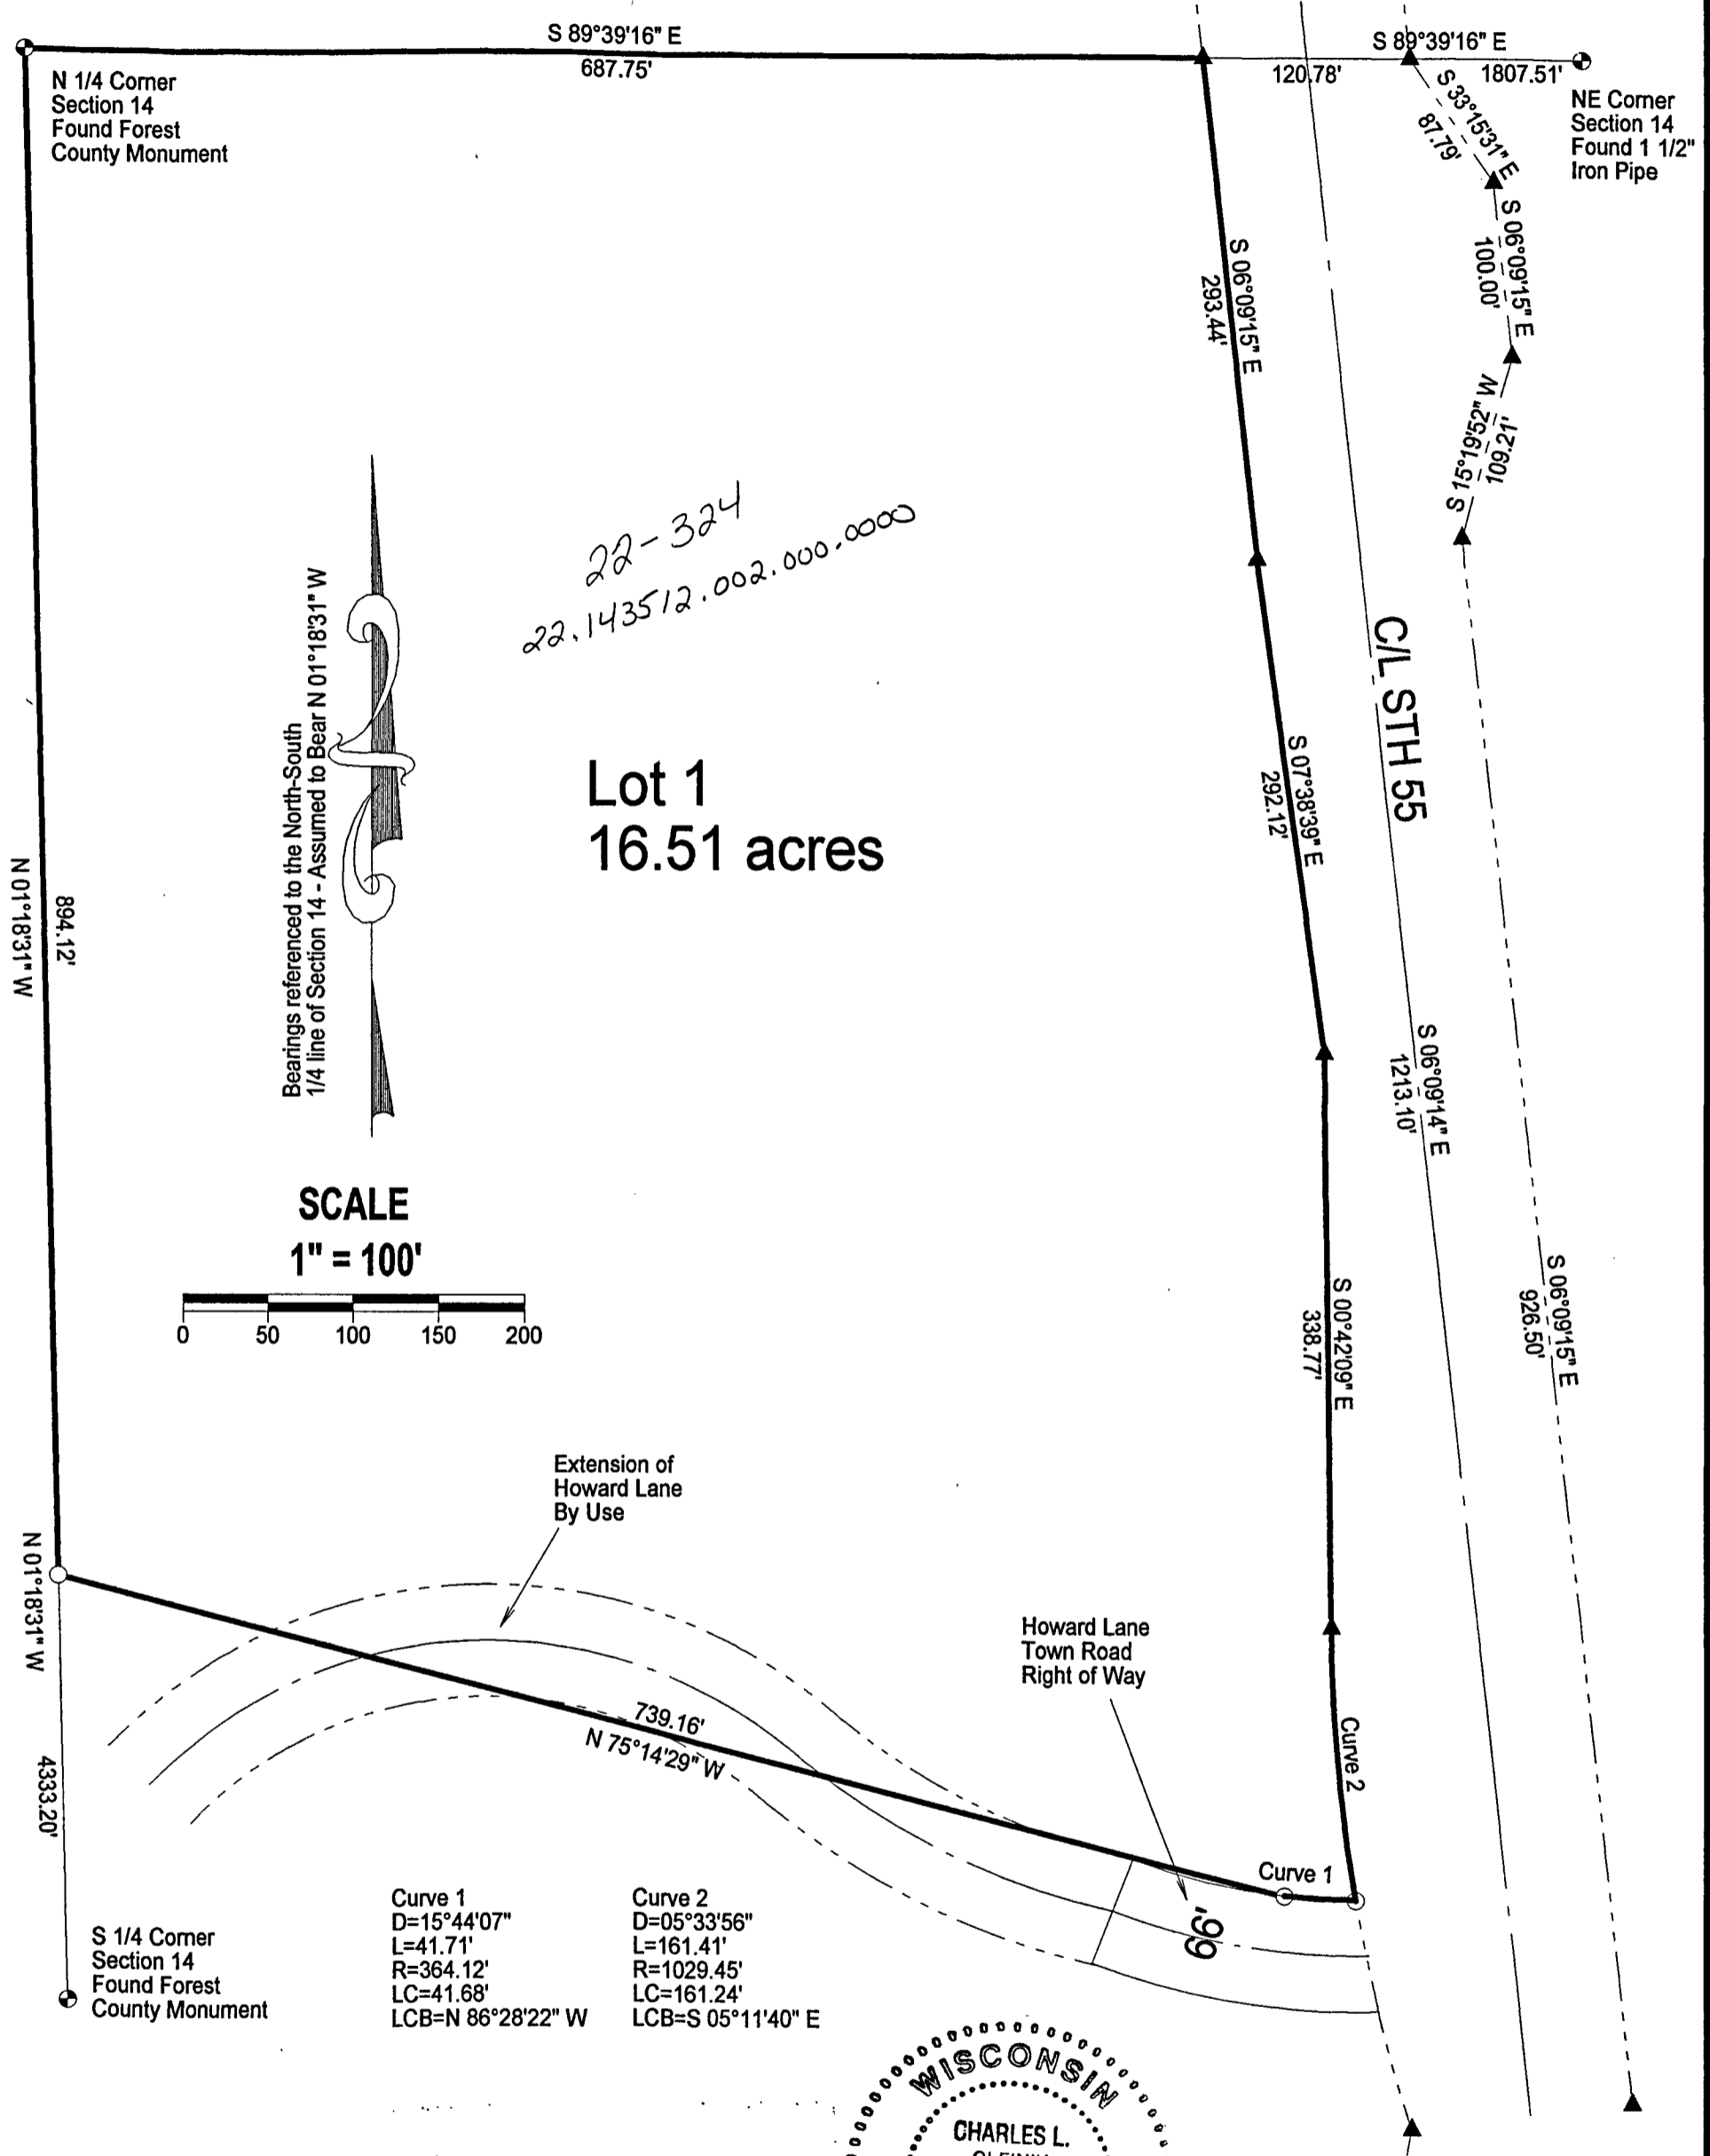 S 89°39'16" E
687.75'
S 89°39'16" E
120.78'
1807.51'
N 1/4 Corner
Section 14
Found Forest
County Monument
NE Corner
Section 14
Found 1 1/2"
Iron Pipe
S 33°15'31" E
87.79'
S 06°09'15" E
100.00'
S 15°19'52" W
109.21'
S 06°09'15" E
293.44'
22-324
22.143512.002.000.0000
Bearings referenced to the North-South
1/4 line of Section 14 - Assumed to Bear N 01°18'31" W
Lot 1
16.51 acres
C/L STH 55
S 07°38'39" E
292.12'
N 01°18'31" W
894.12'
S 06°09'14" E
1213.10'
SCALE
1" = 100'
0 50 100 150 200
S 00°42'09" E
338.77'
S 06°09'15" E
926.50'
Extension of
Howard Lane
By Use
N 01°18'31" W
4333.20'
Howard Lane
Town Road
Right of Way
739.16'
N 75°14'29" W
Curve 2
Curve 1
66'
S 1/4 Corner
Section 14
Found Forest
County Monument
Curve 1
D=15°44'07"
L=41.71'
R=364.12'
LC=41.68'
LCB=N 86°28'22" W
Curve 2
D=05°33'56"
L=161.41'
R=1029.45'
LC=161.24'
LCB=S 05°11'40" E
WISCONSIN
CHARLES L.